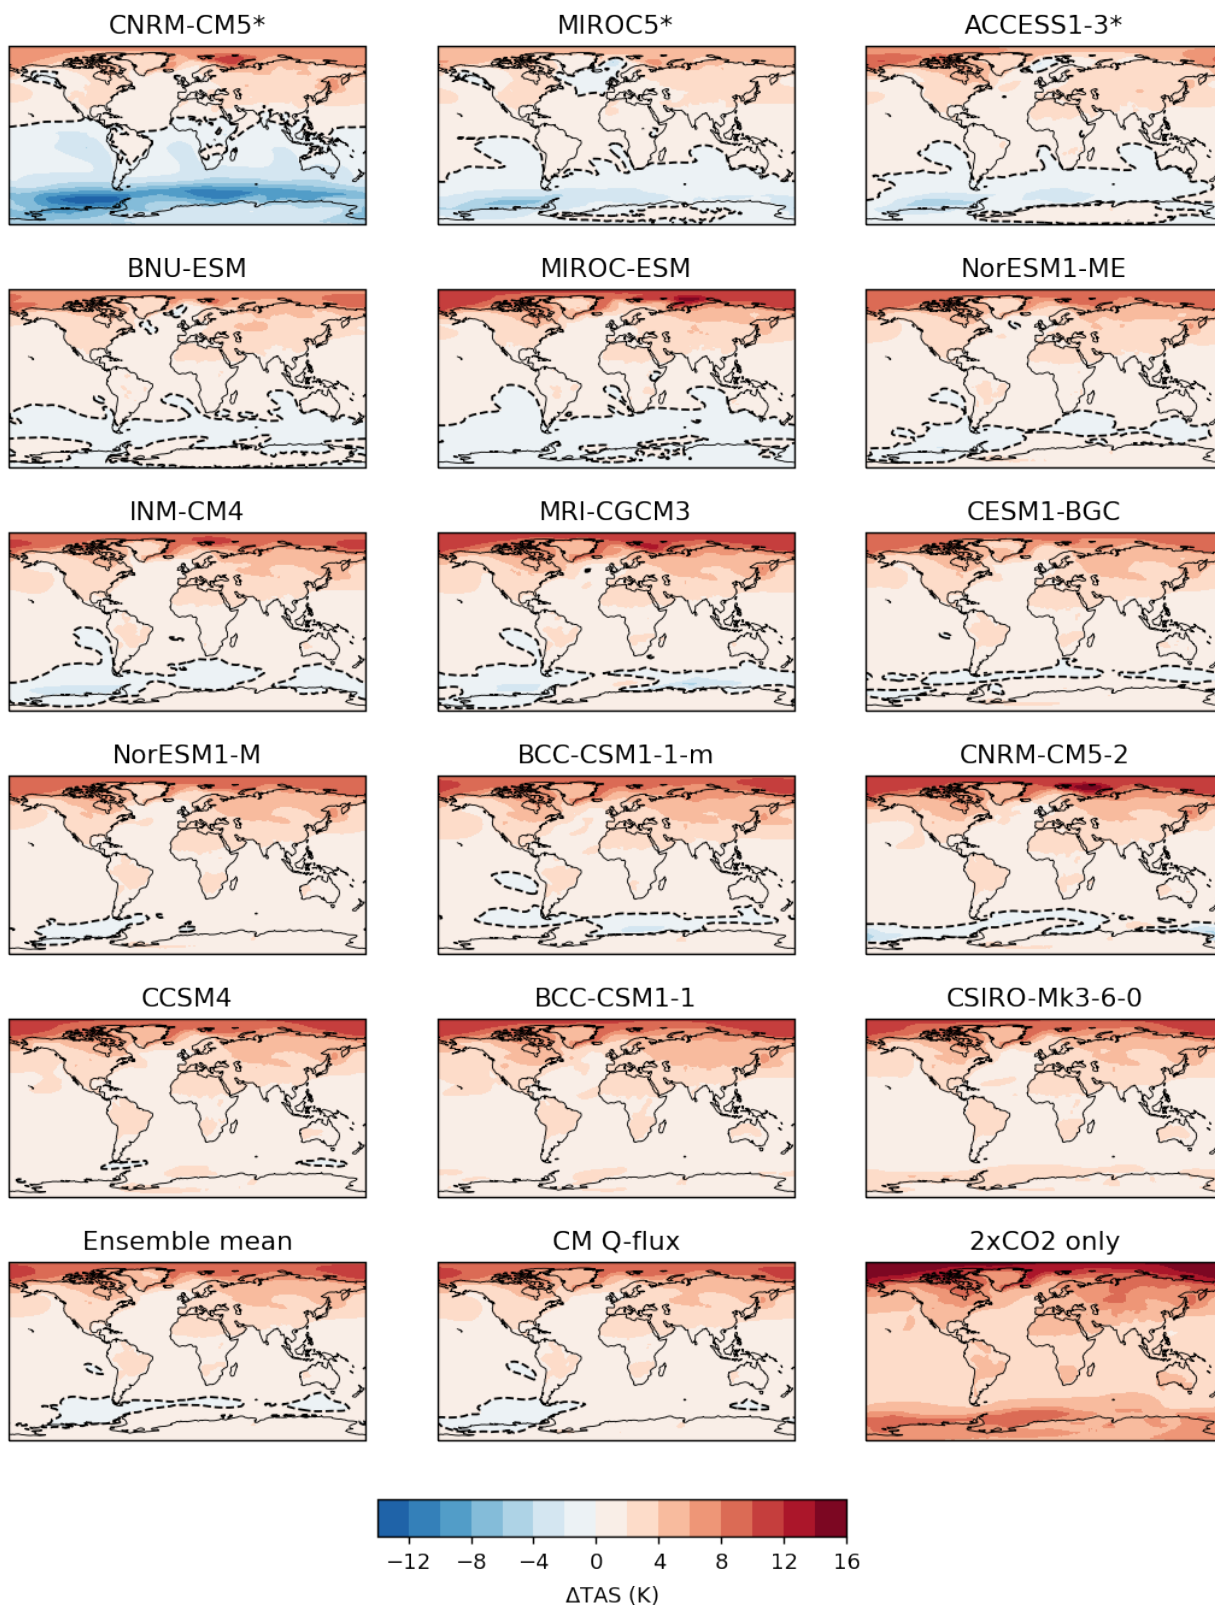 CNRM-CM5* MIROC5* ACCESS1-3*
BNU-ESM MIROC-ESM NorESM1-ME
INM-CM4 MRI-CGCM3 CESM1-BGC
NorESM1-M BCC-CSM1-1-m CNRM-CM5-2
CCSM4 BCC-CSM1-1 CSIRO-Mk3-6-0
Ensemble mean CM Q-flux 2xCO2 only
−12 −8 −4 0 4 8 12 16
ΔTAS (K)